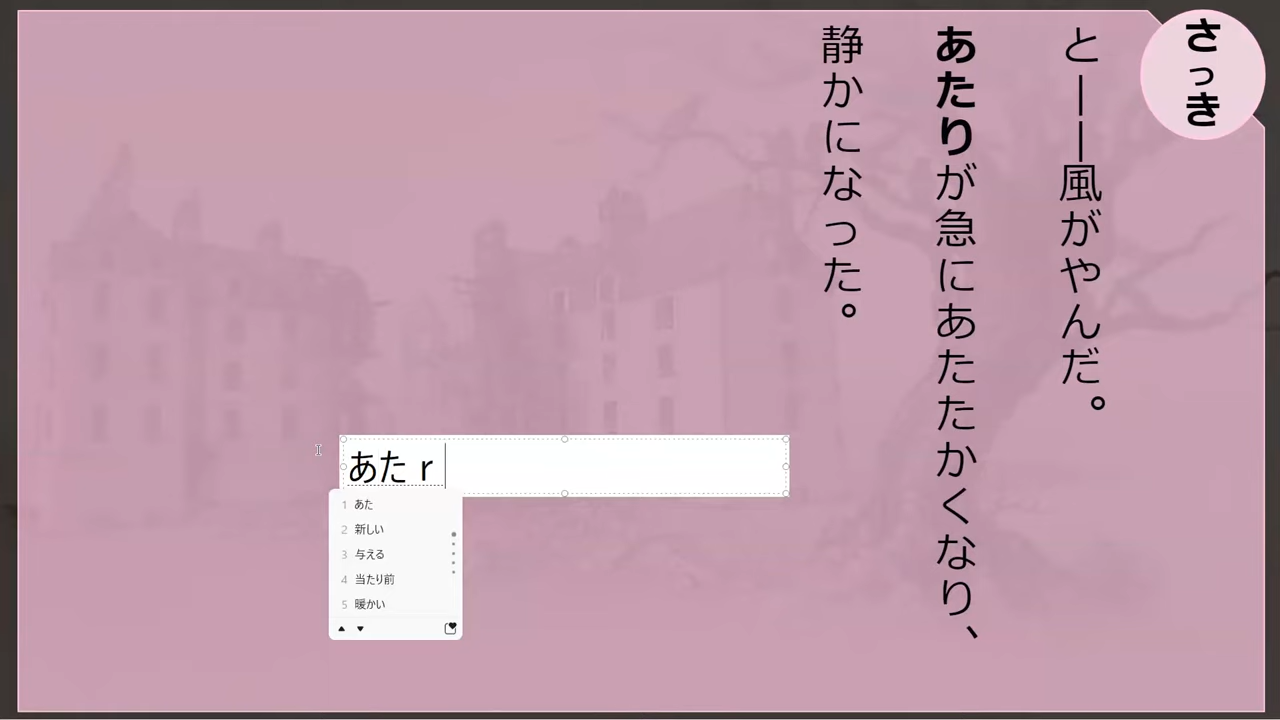 さっき
と――風がやんだ。
あたりが急にあたたかくなり、
静かになった。
あたｒ
1 あた
2 新しい
3 与える
4 当たり前
5 暖かい